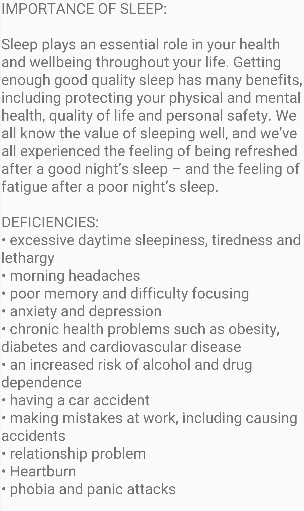 IMPORTANCE OF SLEEP:
Sleep plays an essential role in your health
and wellbeing throughout your life. Getting
enough good quality sleep has many benefits,
including protecting your physical and mental
health, quality of life and personal safety. We
all know the value of sleeping well, and we've
all experienced the feeling of being refreshed
after a good night's sleep – and the feeling of
fatigue after a poor night's sleep.
DEFICIENCIES:
• excessive daytime sleepiness, tiredness and
lethargy
• morning headaches
• poor memory and difficulty focusing
• anxiety and depression
• chronic health problems such as obesity,
diabetes and cardiovascular disease
• an increased risk of alcohol and drug
dependence
• having a car accident
• making mistakes at work, including causing
accidents
• relationship problem
• Heartburn
• phobia and panic attacks